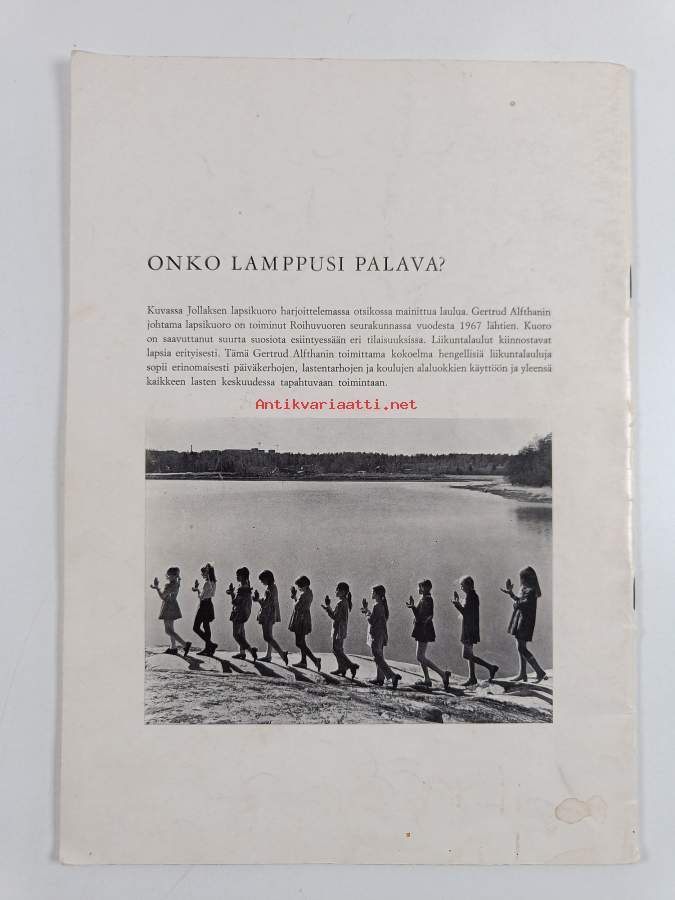 ONKO LAMPPUSI PALAVA?
Kuvassa Jollaksen lapsikuoro harjoittelemassa otsikossa mainittua laulua. Gertrud Alfthanin
johtama lapsikuoro on toiminut Roihuvuoren seurakunnassa vuodesta 1967 lähtien. Kuoro
on saavuttanut suurta suosiota esiintyessään eri tilaisuuksissa. Liikuntalaulut kiinnostavat
lapsia erityisesti. Tämä Gertrud Alfthanin toimittama kokoelma hengellisiä liikuntalauluja
sopii erinomaisesti päiväkerhojen, lastentarhojen ja koulujen alaluokkien käyttöön ja yleensä
kaikkeen lasten keskuudessa tapahtuvaan toimintaan.
Antikvariaatti.net